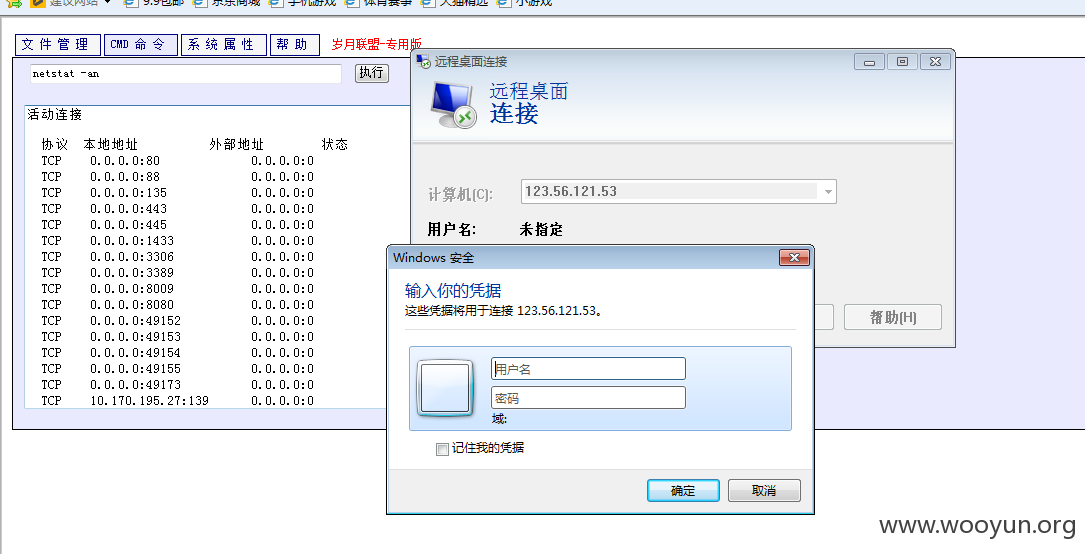 建议网站 9.9包邮 京东商城 手机游戏 体育赛事 天猫精选 小游戏
文件管理 CMD命令 系统属性 帮助 岁月联盟-专用版
netstat -an 执行
活动连接
协议 本地地址 外部地址 状态
TCP 0.0.0.0:80 0.0.0.0:0
TCP 0.0.0.0:88 0.0.0.0:0
TCP 0.0.0.0:135 0.0.0.0:0
TCP 0.0.0.0:443 0.0.0.0:0
TCP 0.0.0.0:445 0.0.0.0:0
TCP 0.0.0.0:1433 0.0.0.0:0
TCP 0.0.0.0:3306 0.0.0.0:0
TCP 0.0.0.0:3389 0.0.0.0:0
TCP 0.0.0.0:8009 0.0.0.0:0
TCP 0.0.0.0:8080 0.0.0.0:0
TCP 0.0.0.0:49152 0.0.0.0:0
TCP 0.0.0.0:49153 0.0.0.0:0
TCP 0.0.0.0:49154 0.0.0.0:0
TCP 0.0.0.0:49155 0.0.0.0:0
TCP 0.0.0.0:49173 0.0.0.0:0
TCP 10.170.195.27:139 0.0.0.0:0
远程桌面连接
远程桌面
连接
计算机(C): 123.56.121.53
用户名: 未指定
帮助(H)
Windows 安全
输入你的凭据
这些凭据将用于连接 123.56.121.53。
用户名
密码
域:
记住我的凭据
确定 取消
www.wooyun.org